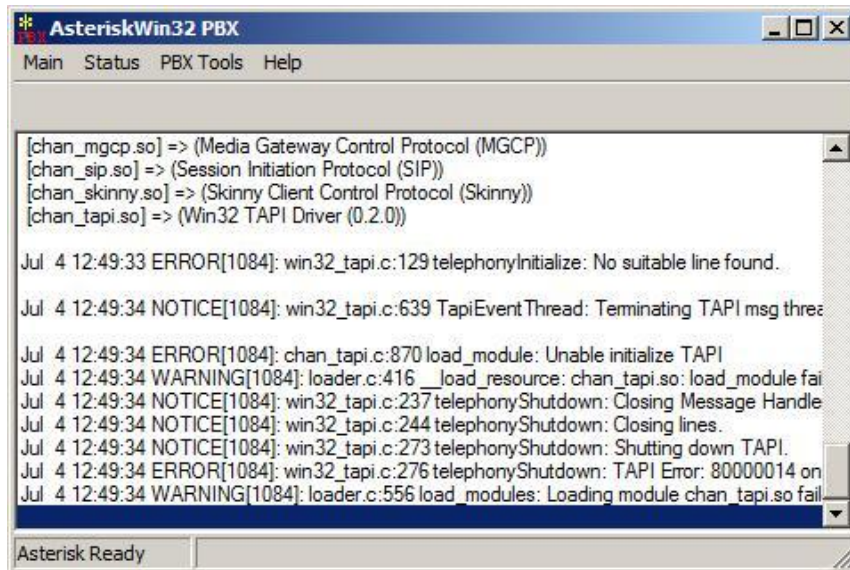 PBX
AsteriskWin32 PBX
Main Status PBX Tools Help
[chan_mgcp.so] => (Media Gateway Control Protocol (MGCP))
[chan_sip.so] => (Session Initiation Protocol (SIP))
[chan_skinny.so] => (Skinny Client Control Protocol (Skinny))
[chan_tapi.so] => (Win32 TAPI Driver (0.2.0))
Jul 4 12:49:33 ERROR[1084]: win32_tapi.c:129 telephonyInitialize: No suitable line found.
Jul 4 12:49:34 NOTICE[1084]: win32_tapi.c:639 TapiEventThread: Terminating TAPI msg threa
Jul 4 12:49:34 ERROR[1084]: chan_tapi.c:870 load_module: Unable initialize TAPI
Jul 4 12:49:34 WARNING[1084]: loader.c:416 __load_resource: chan_tapi.so: load_module fai
Jul 4 12:49:34 NOTICE[1084]: win32_tapi.c:237 telephonyShutdown: Closing Message Handle
Jul 4 12:49:34 NOTICE[1084]: win32_tapi.c:244 telephonyShutdown: Closing lines.
Jul 4 12:49:34 NOTICE[1084]: win32_tapi.c:273 telephonyShutdown: Shutting down TAPI.
Jul 4 12:49:34 ERROR[1084]: win32_tapi.c:276 telephonyShutdown: TAPI Error: 80000014 on
Jul 4 12:49:34 WARNING[1084]: loader.c:556 load_modules: Loading module chan_tapi.so fail
Asterisk Ready